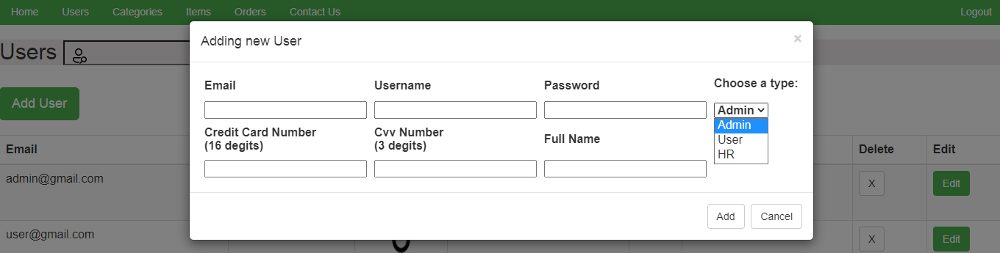 Home Users Categories Items Orders Contact Us Logout
Adding new User ×
Users
Email Username Password Choose a type:
Add User
Admin
Admin
Credit Card Number (16 degits) Cvv Number (3 degits) Full Name
User
HR
Email Delete Edit
admin@gmail.com X Edit
Add Cancel
user@gmail.com X Edit